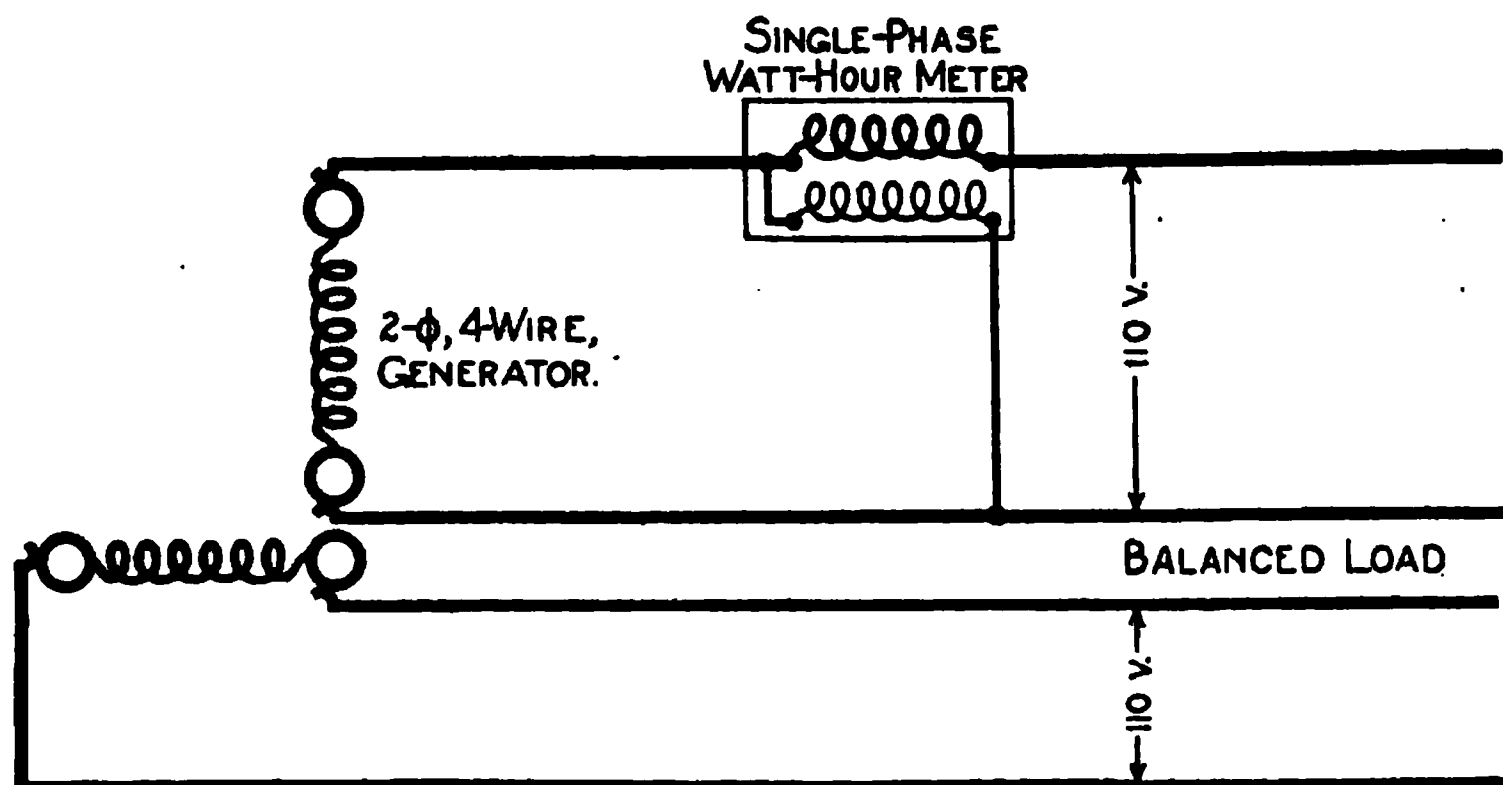 SINGLE-PHASE
WATT-HOUR METER
2-ϕ, 4-WIRE,
GENERATOR.
110 V.
BALANCED LOAD
110 V.